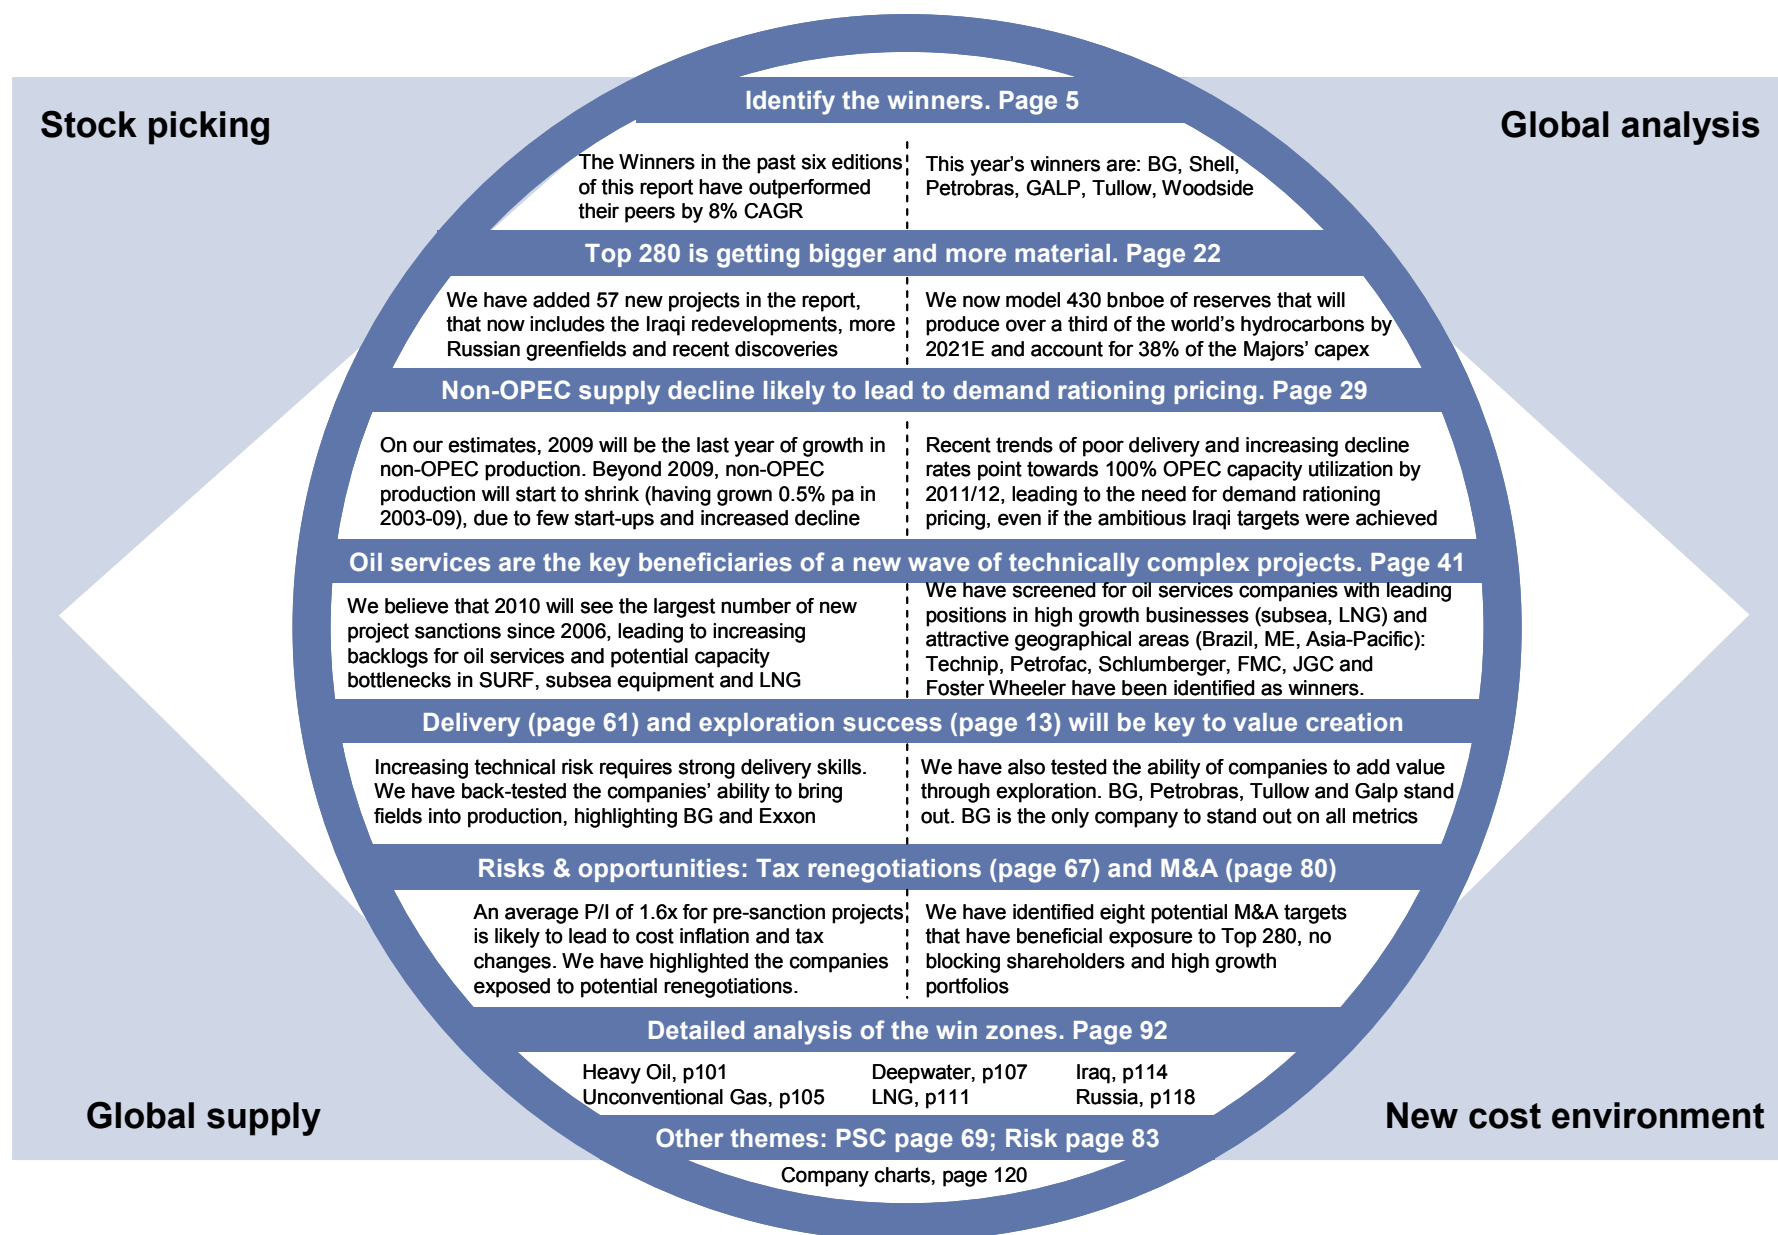 Stock picking
Global analysis
Identify the winners. Page 5
The Winners in the past six editions
of this report have outperformed
their peers by 8% CAGR
This year’s winners are: BG, Shell,
Petrobras, GALP, Tullow, Woodside
Top 280 is getting bigger and more material. Page 22
We have added 57 new projects in the report,
that now includes the Iraqi redevelopments, more
Russian greenfields and recent discoveries
We now model 430 bnboe of reserves that will
produce over a third of the world’s hydrocarbons by
2021E and account for 38% of the Majors’ capex
Non-OPEC supply decline likely to lead to demand rationing pricing. Page 29
On our estimates, 2009 will be the last year of growth in
non-OPEC production. Beyond 2009, non-OPEC
production will start to shrink (having grown 0.5% pa in
2003-09), due to few start-ups and increased decline
Recent trends of poor delivery and increasing decline
rates point towards 100% OPEC capacity utilization by
2011/12, leading to the need for demand rationing
pricing, even if the ambitious Iraqi targets were achieved
Oil services are the key beneficiaries of a new wave of technically complex projects. Page 41
We believe that 2010 will see the largest number of new
project sanctions since 2006, leading to increasing
backlogs for oil services and potential capacity
bottlenecks in SURF, subsea equipment and LNG
We have screened for oil services companies with leading
positions in high growth businesses (subsea, LNG) and
attractive geographical areas (Brazil, ME, Asia-Pacific):
Technip, Petrofac, Schlumberger, FMC, JGC and
Foster Wheeler have been identified as winners.
Delivery (page 61) and exploration success (page 13) will be key to value creation
Increasing technical risk requires strong delivery skills.
We have back-tested the companies’ ability to bring
fields into production, highlighting BG and Exxon
We have also tested the ability of companies to add value
through exploration. BG, Petrobras, Tullow and Galp stand
out. BG is the only company to stand out on all metrics
Risks & opportunities: Tax renegotiations (page 67) and M&A (page 80)
An average P/I of 1.6x for pre-sanction projects
is likely to lead to cost inflation and tax
changes. We have highlighted the companies
exposed to potential renegotiations.
We have identified eight potential M&A targets
that have beneficial exposure to Top 280, no
blocking shareholders and high growth
portfolios
Detailed analysis of the win zones. Page 92
Heavy Oil, p101
Unconventional Gas, p105
Deepwater, p107
LNG, p111
Iraq, p114
Russia, p118
Other themes: PSC page 69; Risk page 83
Company charts, page 120
Global supply
New cost environment